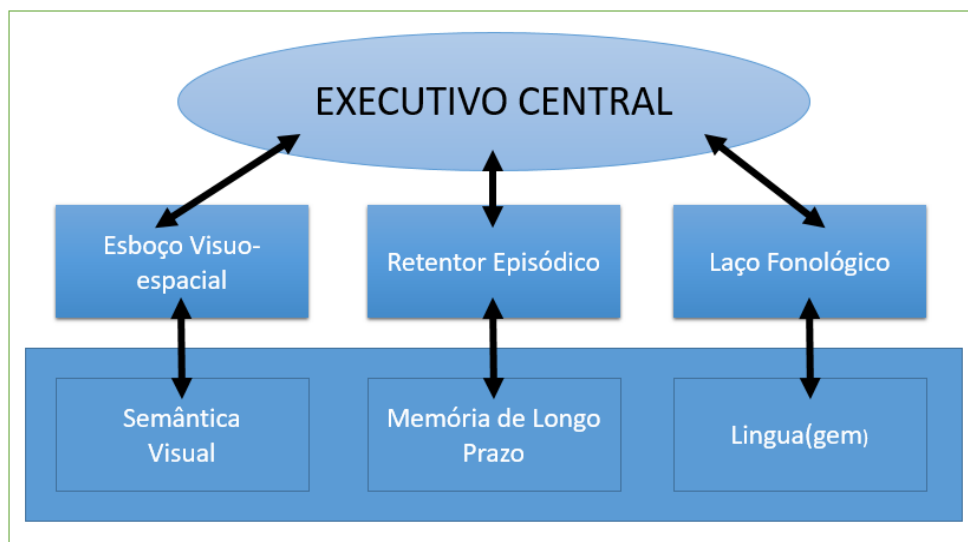 EXECUTIVO CENTRAL
Esboço Visuo-
espacial
Retentor Episódico
Laço Fonológico
Semântica
Visual
Memória de Longo
Prazo
Lingua(gem)